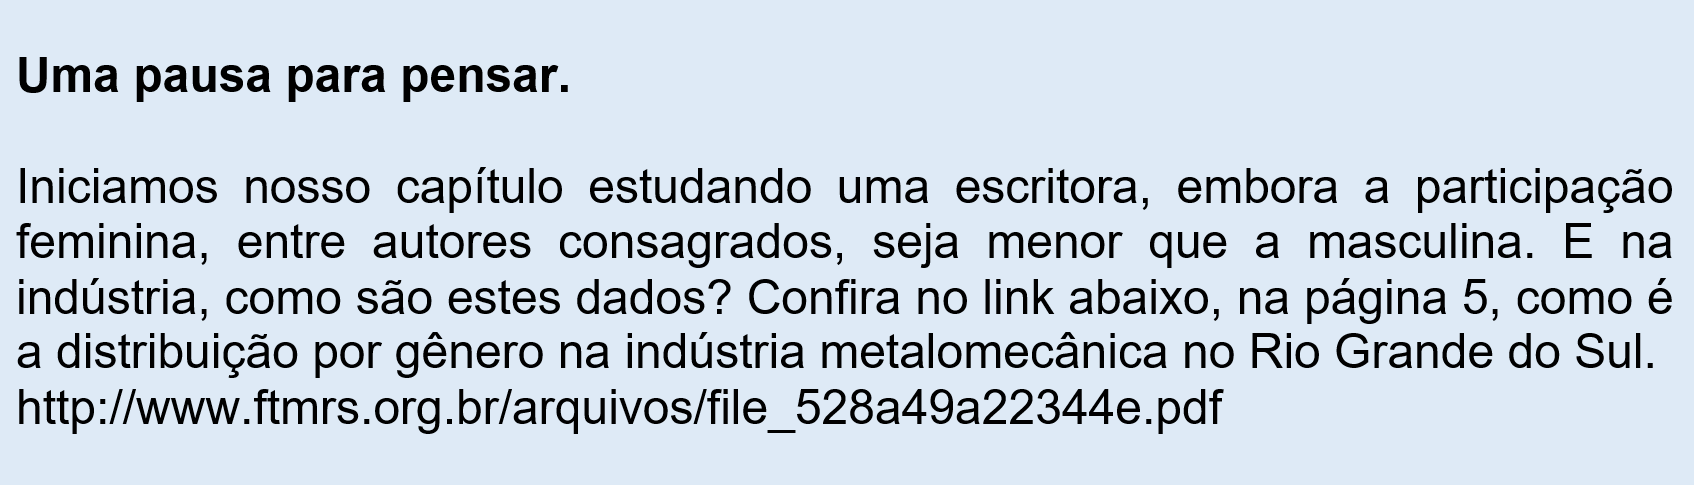 Uma pausa para pensar.
Iniciamos nosso capítulo estudando uma escritora, embora a participação
feminina, entre autores consagrados, seja menor que a masculina. E na
indústria, como são estes dados? Confira no link abaixo, na página 5, como é
a distribuição por gênero na indústria metalomecânica no Rio Grande do Sul.
http://www.ftmrs.org.br/arquivos/file_528a49a22344e.pdf